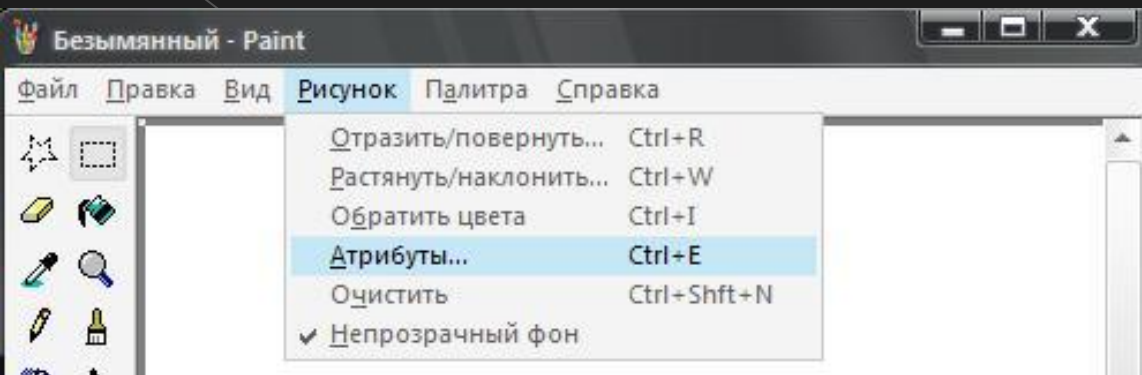 Безымянный - Paint
Файл Правка Вид Рисунок Палитра Справка
Отразить/повернуть... Ctrl+R
Растянуть/наклонить... Ctrl+W
Обратить цвета Ctrl+I
Атрибуты... Ctrl+E
Очистить Ctrl+Shft+N
Непрозрачный фон